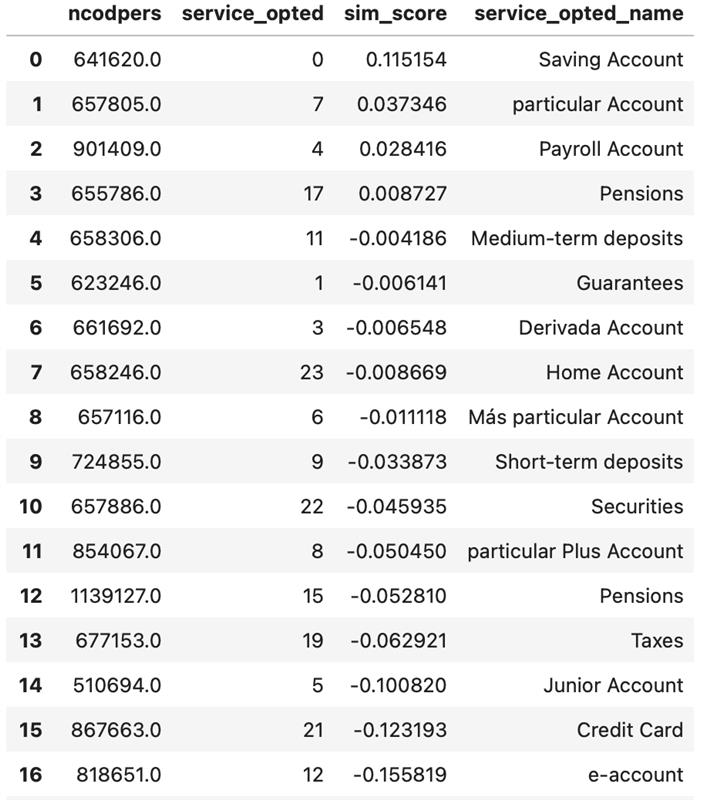 ncodpers service_opted sim_score service_opted_name
0 641620.0 0 0.115154 Saving Account
1 657805.0 7 0.037346 particular Account
2 901409.0 4 0.028416 Payroll Account
3 655786.0 17 0.008727 Pensions
4 658306.0 11 -0.004186 Medium-term deposits
5 623246.0 1 -0.006141 Guarantees
6 661692.0 3 -0.006548 Derivada Account
7 658246.0 23 -0.008669 Home Account
8 657116.0 6 -0.011118 Más particular Account
9 724855.0 9 -0.033873 Short-term deposits
10 657886.0 22 -0.045935 Securities
11 854067.0 8 -0.050450 particular Plus Account
12 1139127.0 15 -0.052810 Pensions
13 677153.0 19 -0.062921 Taxes
14 510694.0 5 -0.100820 Junior Account
15 867663.0 21 -0.123193 Credit Card
16 818651.0 12 -0.155819 e-account